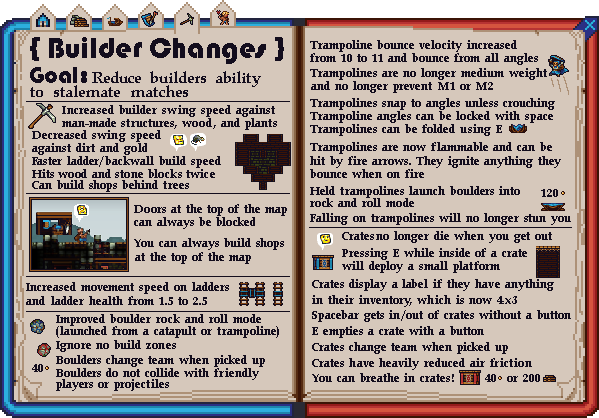 { Builder Changes }
Goal: Reduce builders ability
to stalemate matches
Increased builder swing speed against
man-made structures, wood, and plants
Decreased swing speed
against dirt and gold
Faster ladder/backwall build speed
Hits wood and stone blocks twice
Can build shops behind trees
Doors at the top of the map
can always be blocked
You can always build shops
at the top of the map
Increased movement speed on ladders
and ladder health from 1.5 to 2.5
Improved boulder rock and roll mode
(launched from a catapult or trampoline)
Ignore no build zones
40° Boulders change team when picked up
Boulders do not collide with friendly
players or projectiles
Trampoline bounce velocity increased
from 10 to 11 and bounce from all angles
Trampolines are no longer medium weight
and no longer prevent M1 or M2
Trampolines snap to angles unless crouching
Trampoline angles can be locked with space
Trampolines can be folded using E
Trampolines are now flammable and can be
hit by fire arrows. They ignite anything they
bounce when on fire
Held trampolines launch boulders into
rock and roll mode
120°
Falling on trampolines will no longer stun you
Crates no longer die when you get out
Pressing E while inside of a crate
will deploy a small platform
Crates display a label if they have anything
in their inventory, which is now 4x3
Spacebar gets in/out of crates without a button
E empties a crate with a button
Crates change team when picked up
Crates have heavily reduced air friction
You can breathe in crates! 40° or 200